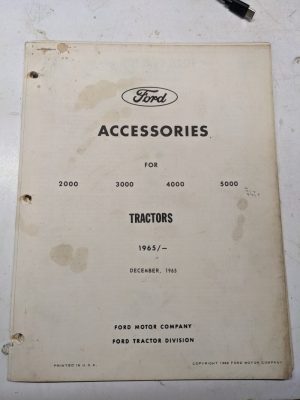 Ford
ACCESSORIES
FOR
2000 3000 4000 5000
TRACTORS
1965/—
DECEMBER, 1965
FORD MOTOR COMPANY
FORD TRACTOR DIVISION
PRINTED IN U.S.A. COPYRIGHT 1965 FORD MOTOR COMPANY